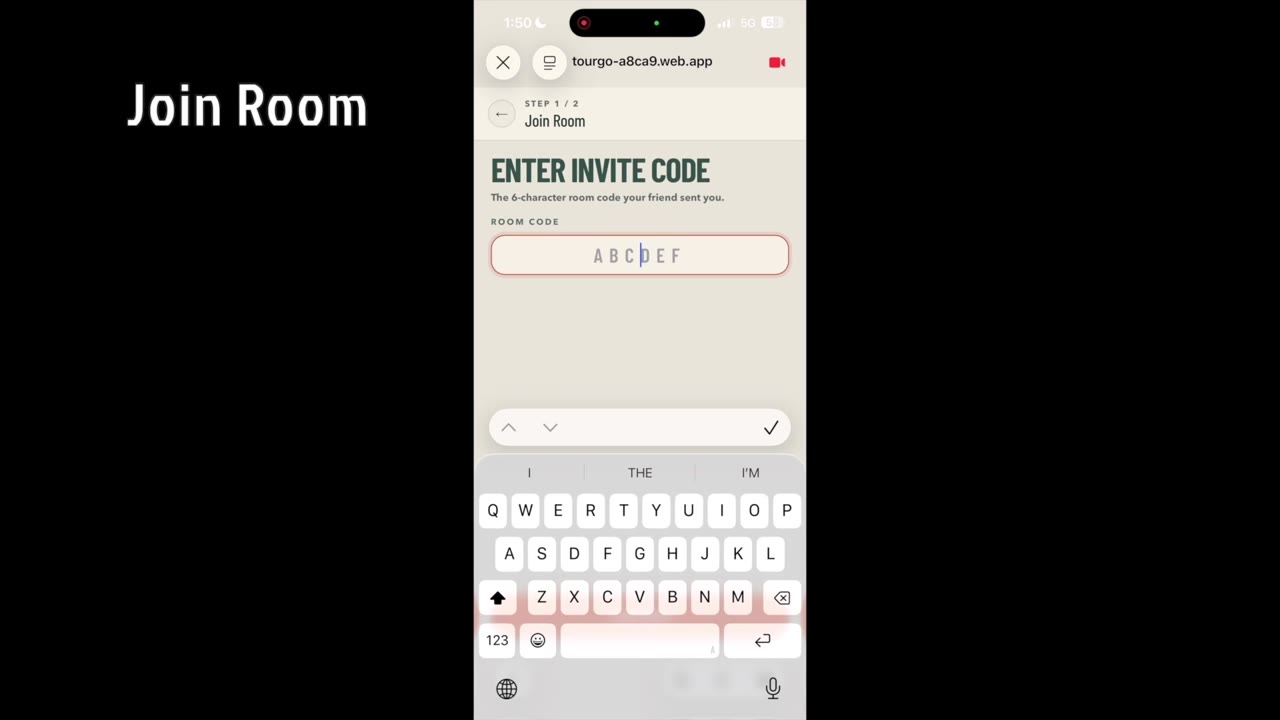 Join Room
1:50
5G
tourgo-a8ca9.web.app
STEP 1 / 2
Join Room
ENTER INVITE CODE
The 6-character room code your friend sent you.
ROOM CODE
ABCDEF
I THE I'M
Q W E R T Y U I O P
A S D F G H J K L
Z X C V B N M
123
A